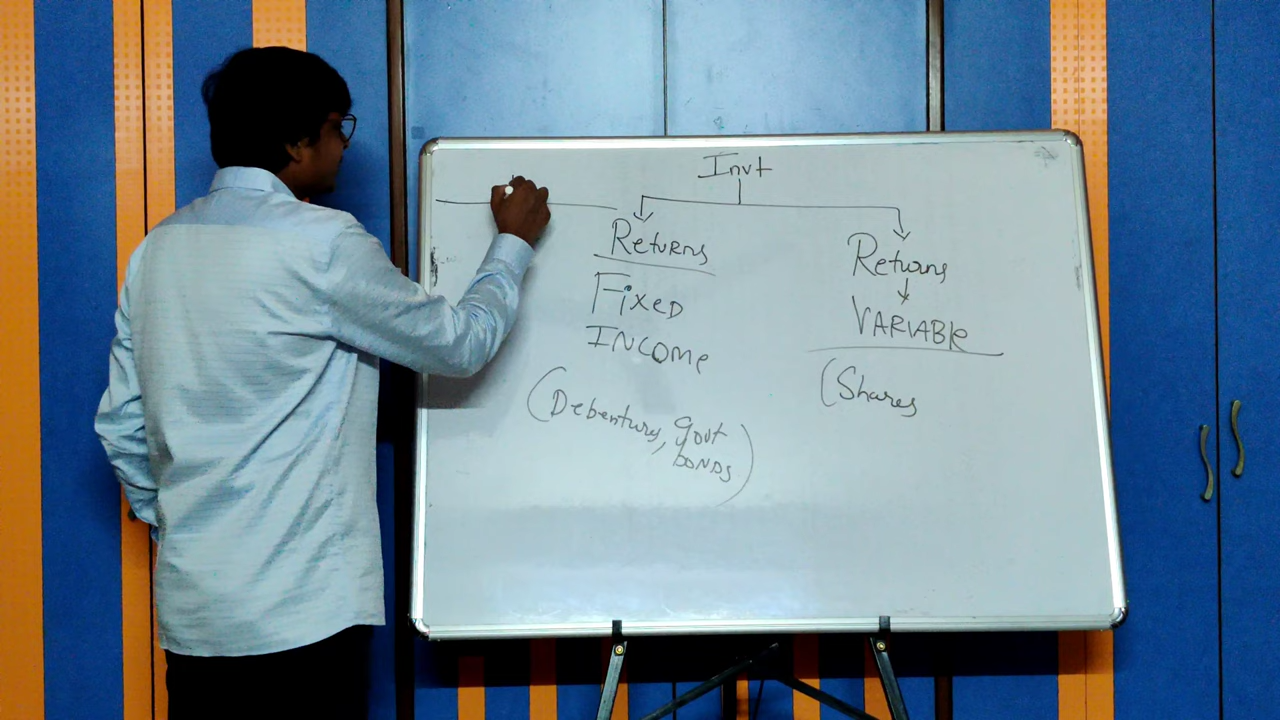 Invt
Returns
Fixed
INCOME
(Debentures, govt
bonds)
Returns
VARIABLE
(Shares